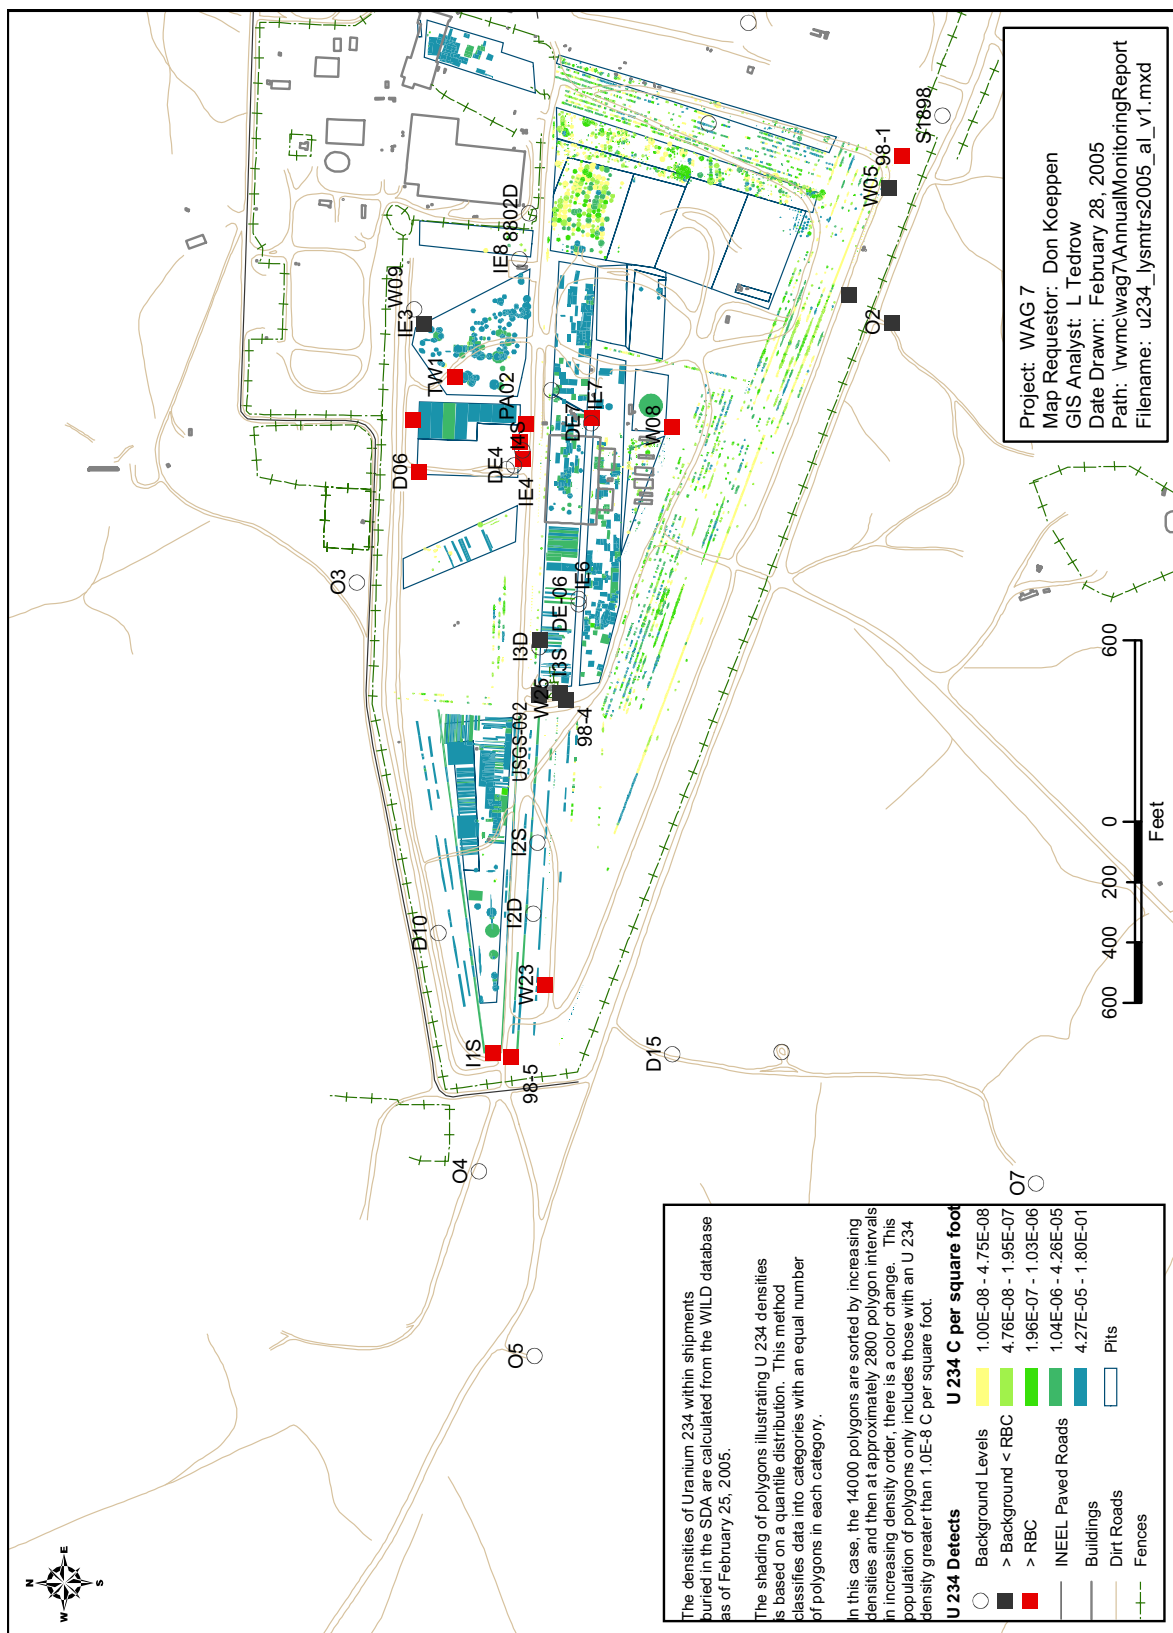 N
W
E
S
Project: WAG 7
Map Requestor: Don Koeppen
GIS Analyst: L Tedrow
Date Drawn: February 28, 2005
Path: \rwmc\wag7\AnnualMonitoringReport
Filename: u234_lysmtrs2005_al_v1.mxd
O3
D10
D06
TW1
IE3
W09
IE8
8802D
PA02
I4S
DE4
IE4
DE7
IE7
W08
W05
98-1
S1898
O2
DE-06
IE6
I3D
I3S
W25
98-4
USGS-092
I2S
I2D
W23
I1S
98-5
D15
O4
O5
O7
600
400
200
0
600
Feet
The densities of Uranium 234 within shipments
buried in the SDA are calculated from the WILD database
as of February 25, 2005.
The shading of polygons illustrating U 234 densities
is based on a quantile distribution. This method
classifies data into categories with an equal number
of polygons in each category.
In this case, the 14000 polygons are sorted by increasing
densities and then at approximately 2800 polygon intervals
in increasing density order, there is a color change. This
population of polygons only includes those with an U 234
density greater than 1.0E-8 C per square foot.
U 234 Detects
Background Levels
> Background < RBC
> RBC
INEEL Paved Roads
Buildings
Dirt Roads
Fences
U 234 C per square foot
1.00E-08 - 4.75E-08
4.76E-08 - 1.95E-07
1.96E-07 - 1.03E-06
1.04E-06 - 4.26E-05
4.27E-05 - 1.80E-01
Pits